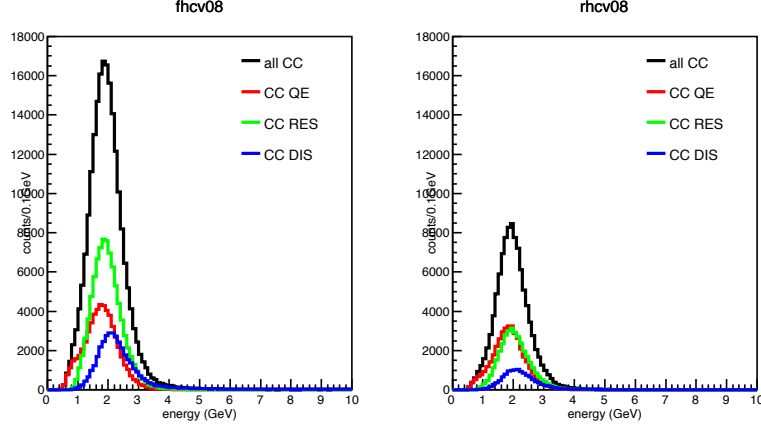 fhcv08
18000
16000
14000
12000
10000
8000
6000
4000
2000
0
counts/0.1GeV
all CC
CC QE
CC RES
CC DIS
0 1 2 3 4 5 6 7 8 9 10
energy (GeV)
rhcv08
18000
16000
14000
12000
10000
8000
6000
4000
2000
0
counts/0.1GeV
all CC
CC QE
CC RES
CC DIS
0 1 2 3 4 5 6 7 8 9 10
energy (GeV)